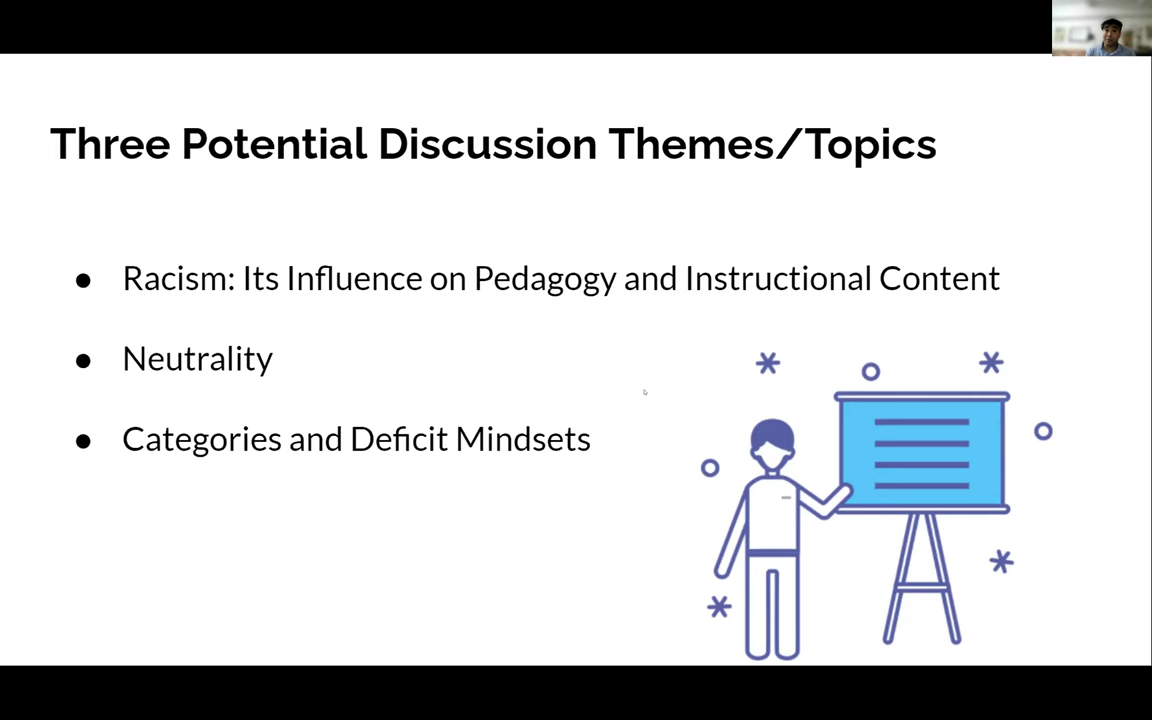 Three Potential Discussion Themes/Topics
● Racism: Its Influence on Pedagogy and Instructional Content
● Neutrality
● Categories and Deficit Mindsets